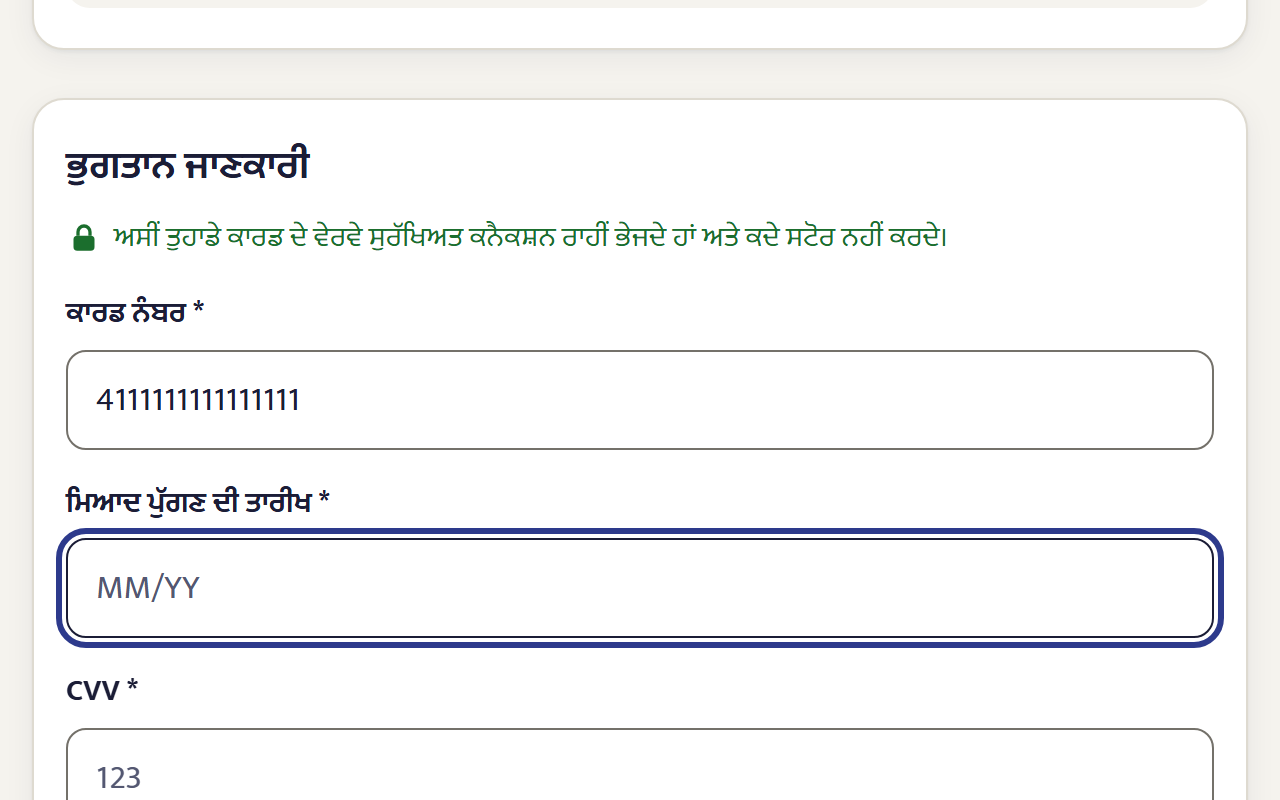 ਭੁਗਤਾਨ ਜਾਣਕਾਰੀ
ਅਸੀਂ ਤੁਹਾਡੇ ਕਾਰਡ ਦੇ ਵੇਰਵੇ ਸੁਰੱਖਿਅਤ ਕਨੈਕਸ਼ਨ ਰਾਹੀਂ ਭੇਜਦੇ ਹਾਂ ਅਤੇ ਕਦੇ ਸਟੋਰ ਨਹੀਂ ਕਰਦੇ।
ਕਾਰਡ ਨੰਬਰ *
4111111111111111
ਮਿਆਦ ਪੁੱਗਣ ਦੀ ਤਾਰੀਖ *
MM/YY
CVV *
123